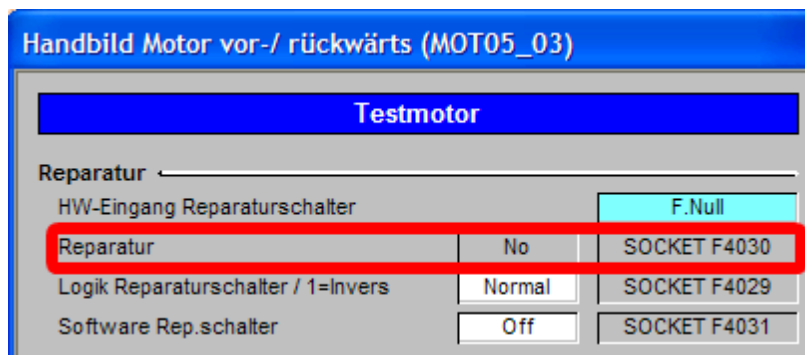 Handbild Motor vor-/ rückwärts (MOT05_03)
Testmotor
Reparatur
HW-Eingang Reparaturschalter F.Null
Reparatur No SOCKET F4030
Logik Reparaturschalter / 1=Invers Normal SOCKET F4029
Software Rep.schalter Off SOCKET F4031